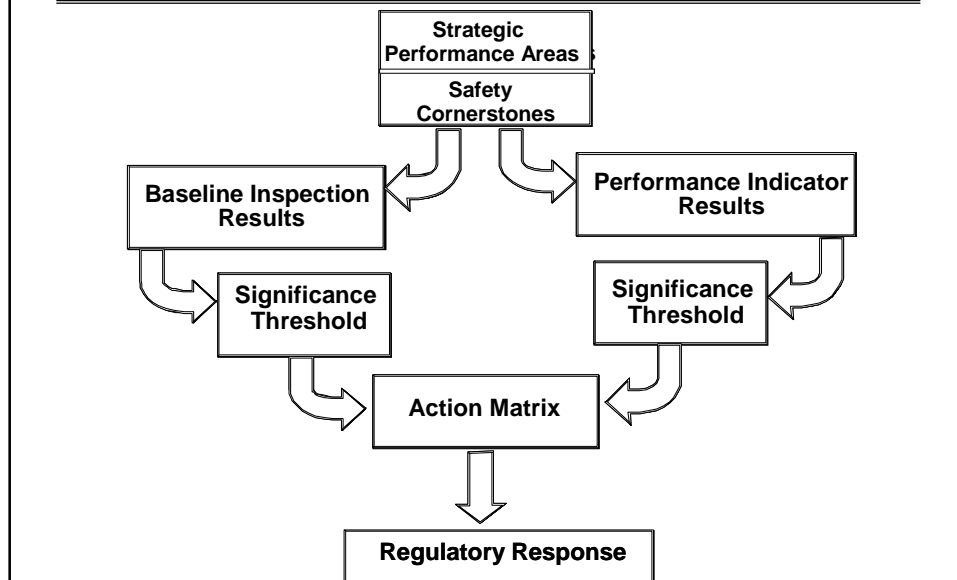 Strategic
Performance Areas
Safety
Cornerstones
Baseline Inspection
Results
Performance Indicator
Results
Significance
Threshold
Significance
Threshold
Action Matrix
Regulatory Response